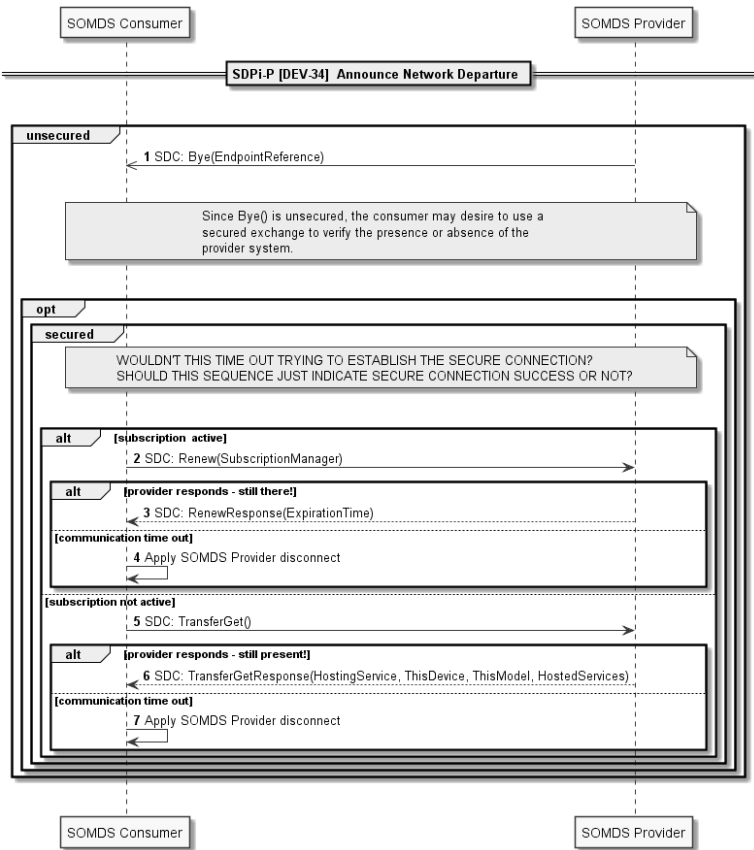 SOMDS Consumer
SOMDS Provider
SDPi-P [DEV-34]  Announce Network Departure
unsecured
1 SDC: Bye(EndpointReference)
Since Bye() is unsecured, the consumer may desire to use a
secured exchange to verify the presence or absence of the
provider system.
opt
secured
WOULDN'T THIS TIME OUT TRYING TO ESTABLISH THE SECURE CONNECTION?
SHOULD THIS SEQUENCE JUST INDICATE SECURE CONNECTION SUCCESS OR NOT?
alt [subscription  active]
2 SDC: Renew(SubscriptionManager)
alt [provider responds - still there!]
3 SDC: RenewResponse(ExpirationTime)
[communication time out]
4 Apply SOMDS Provider disconnect
[subscription not active]
5 SDC: TransferGet()
alt [provider responds - still present!]
6 SDC: TransferGetResponse(HostingService, ThisDevice, ThisModel, HostedServices)
[communication time out]
7 Apply SOMDS Provider disconnect
SOMDS Consumer
SOMDS Provider